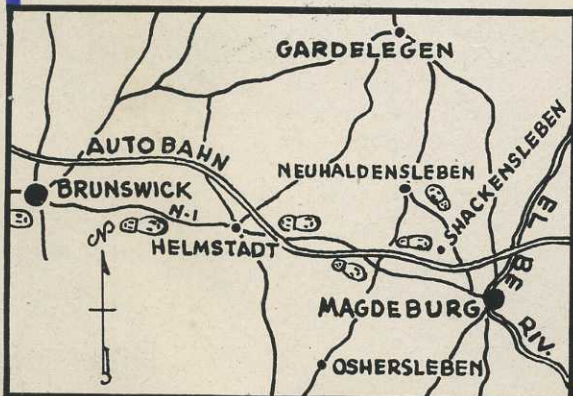 GARDELEGEN
AUTOBAHN
NEUHALDENSLEBEN
SHACKENSLEBEN
BRUNSWICK
N-1
HELMSTADT
ELBE
RIV.
MAGDEBURG
OSHERSLEBEN
N